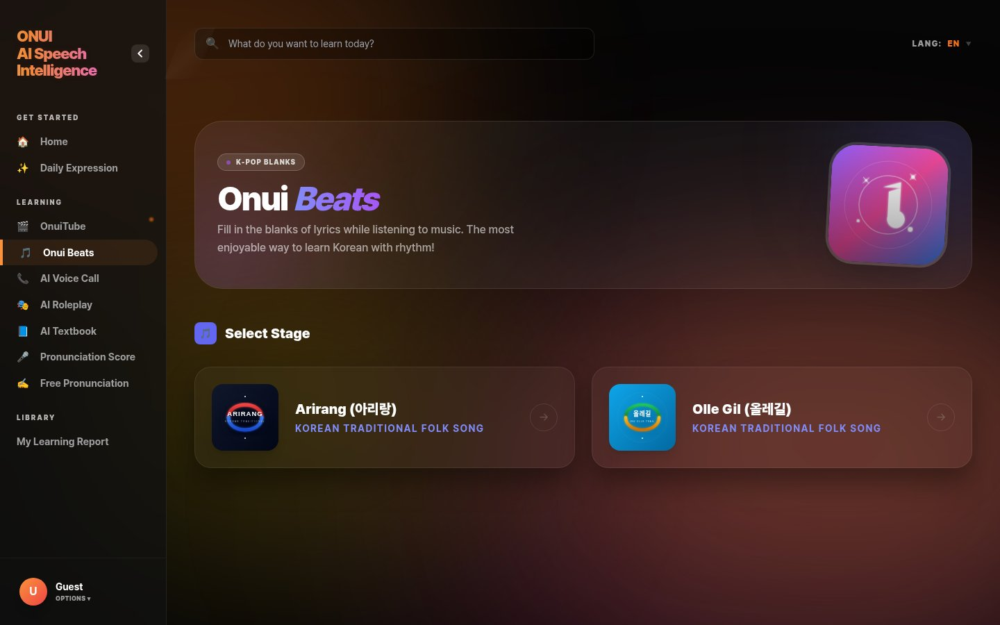 ONUI
AI Speech
Intelligence
GET STARTED
Home
Daily Expression
LEARNING
OnuiTube
Onui Beats
AI Voice Call
AI Roleplay
AI Textbook
Pronunciation Score
Free Pronunciation
LIBRARY
My Learning Report
U
Guest
OPTIONS ▾
What do you want to learn today?
LANG: EN ▼
K-POP BLANKS
Onui Beats
Fill in the blanks of lyrics while listening to music. The most
enjoyable way to learn Korean with rhythm!
Select Stage
ARIRANG
KOREAN TRADITIONAL
Arirang (아리랑)
KOREAN TRADITIONAL FOLK SONG
올레길
Olle Gil (올레길)
KOREAN TRADITIONAL FOLK SONG